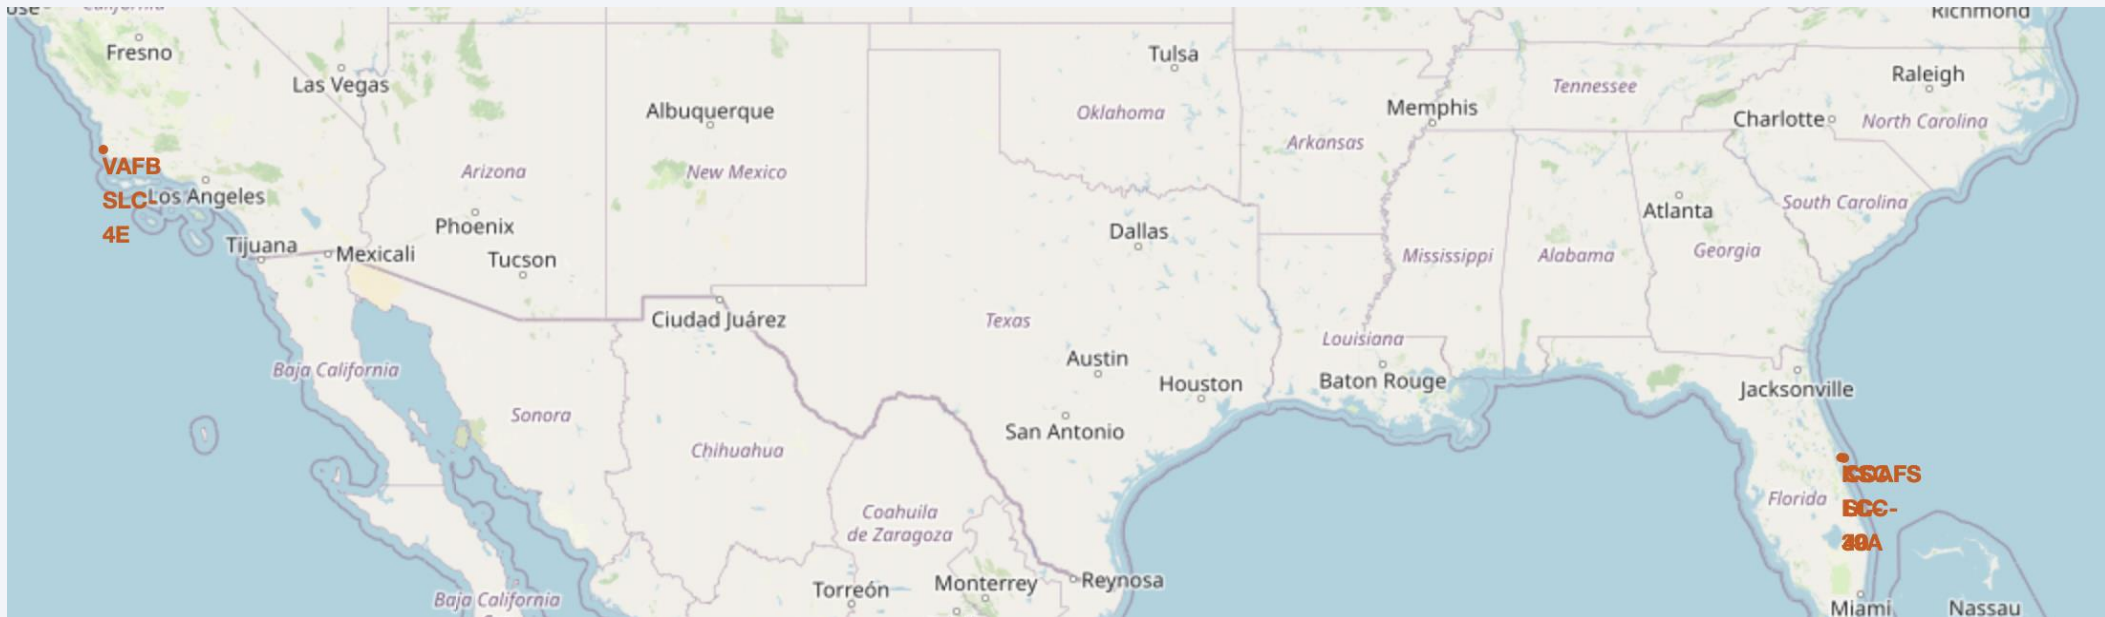 California
Richmond
Fresno
Tulsa
Las Vegas
Raleigh
Tennessee
Albuquerque
Oklahoma
Memphis
Charlotte
North Carolina
Arkansas
VAFB
SLC-
4E
Los Angeles
Arizona
New Mexico
Phoenix
Atlanta
South Carolina
Dallas
Tijuana
Mexicali
Tucson
Mississippi
Alabama
Georgia
Ciudad Juárez
Texas
Louisiana
Austin
Baja California
Houston
Baton Rouge
Jacksonville
Sonora
San Antonio
Chihuahua
Florida
Coahuila
de Zaragoza
Torreón
Monterrey
Reynosa
Baja California
Miami
Nassau